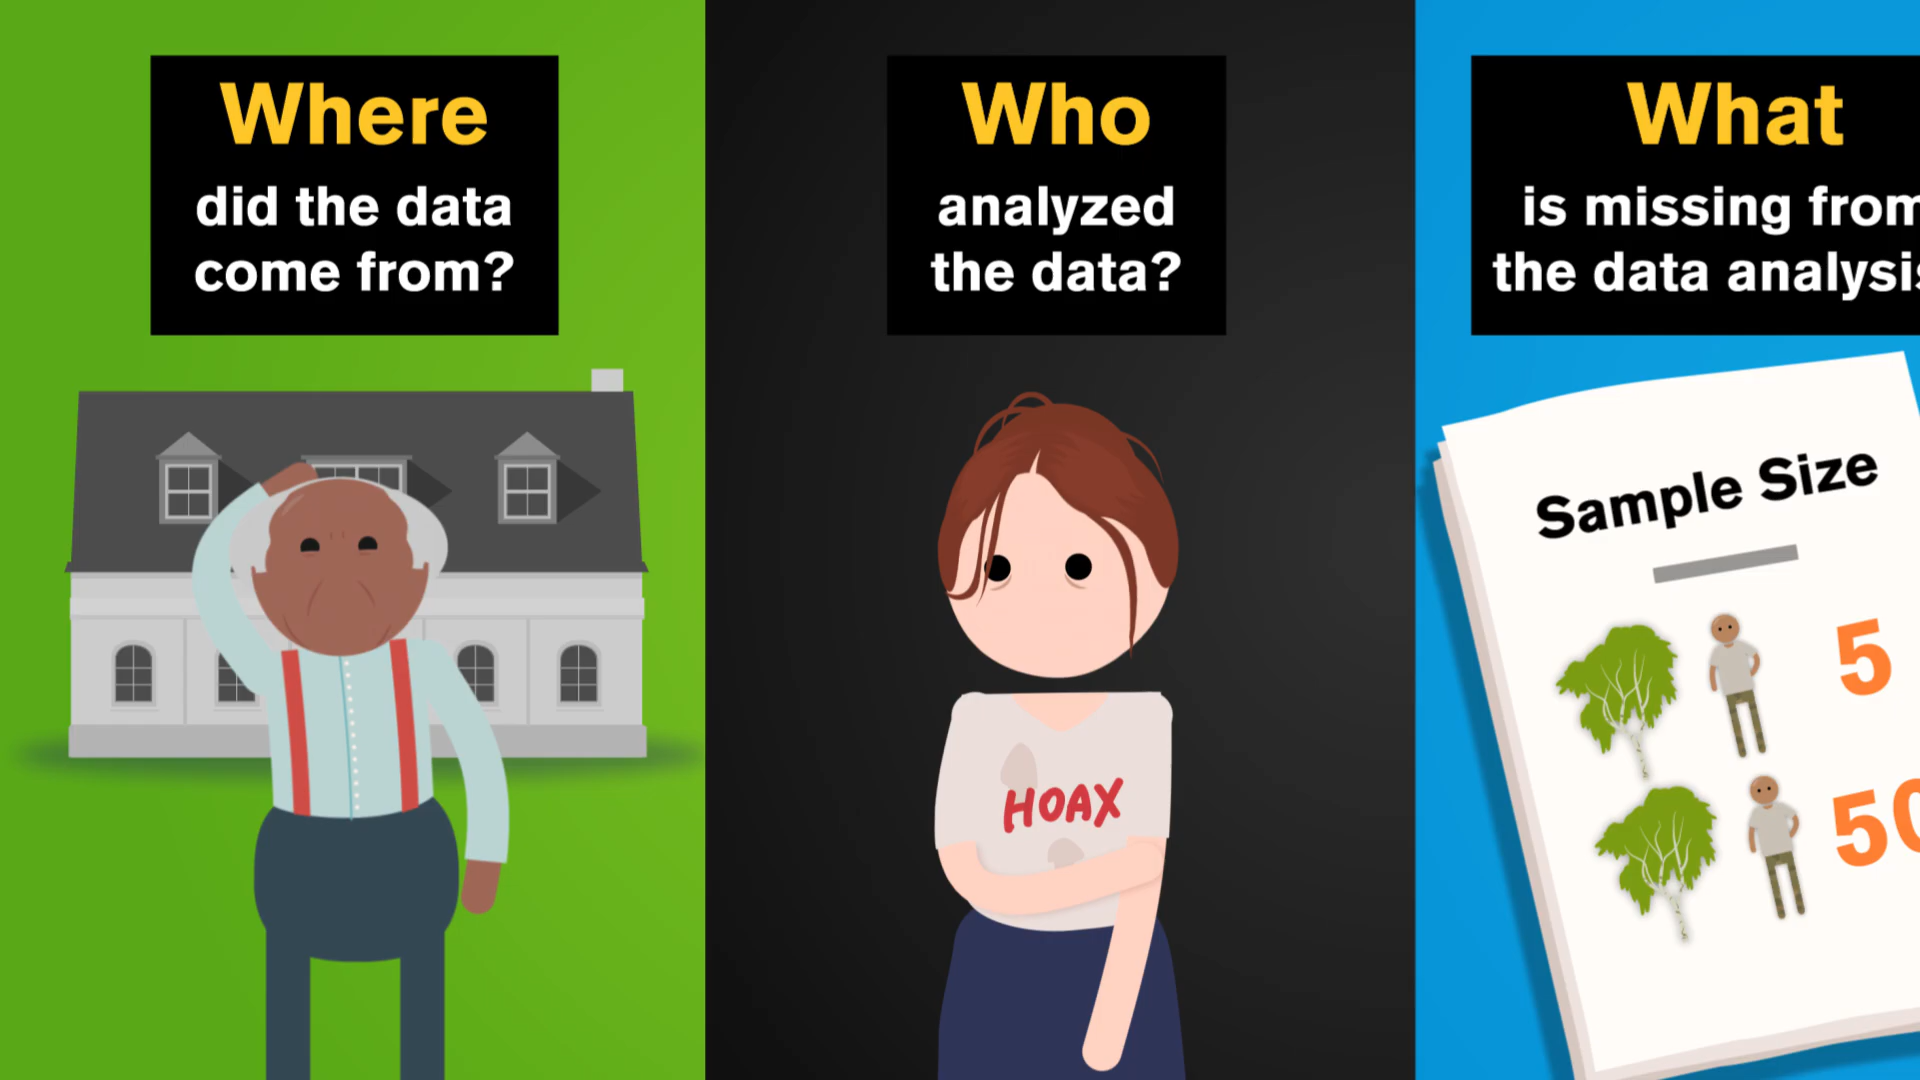 Where
did the data
come from?
Who
analyzed
the data?
What
is missing from
the data analysis
HOAX
Sample Size
5
50